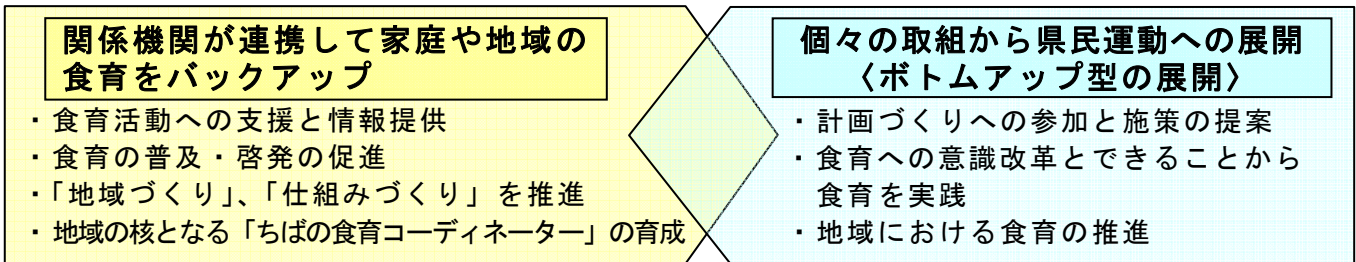 関係機関が連携して家庭や地域の
食育をバックアップ
・食育活動への支援と情報提供
・食育の普及・啓発の促進
・「地域づくり」、「仕組みづくり」を推進
・地域の核となる「ちばの食育コーディネーター」の育成
個々の取組から県民運動への展開
〈ボトムアップ型の展開〉
・計画づくりへの参加と施策の提案
・食育への意識改革とできることから
食育を実践
・地域における食育の推進